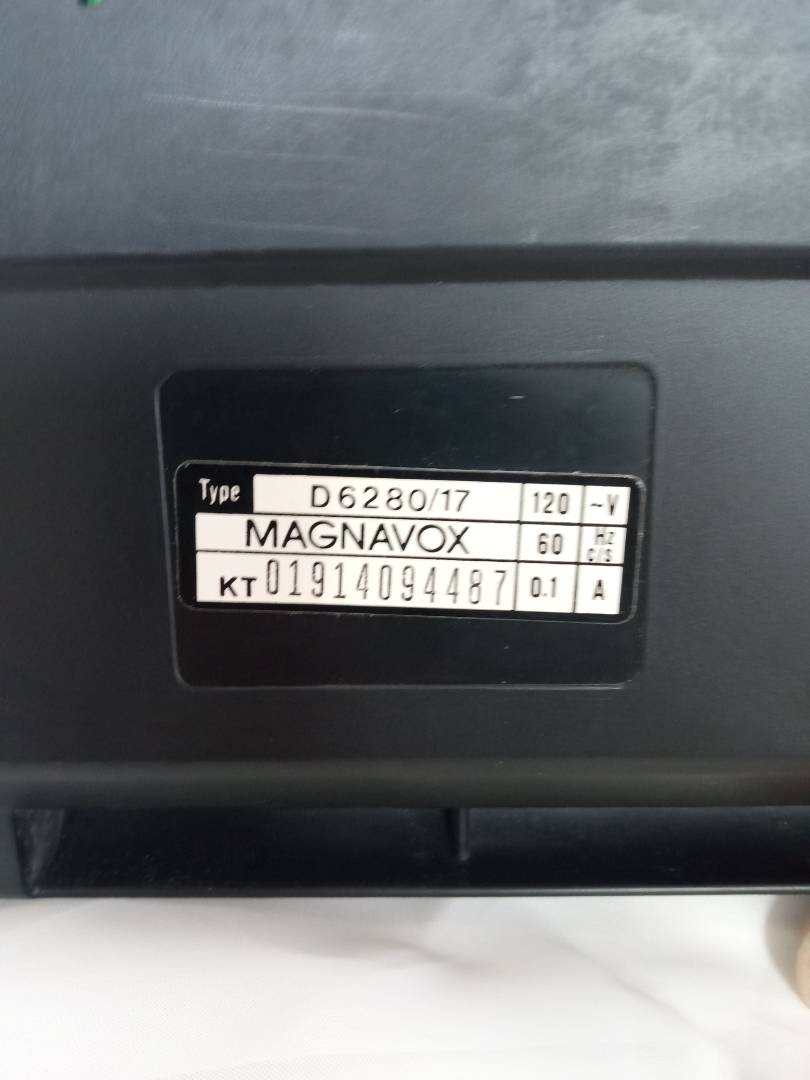 Type D6280/17 120 ~V
MAGNAVOX 60 Hz c/s
KT 01914094487 0.1 A